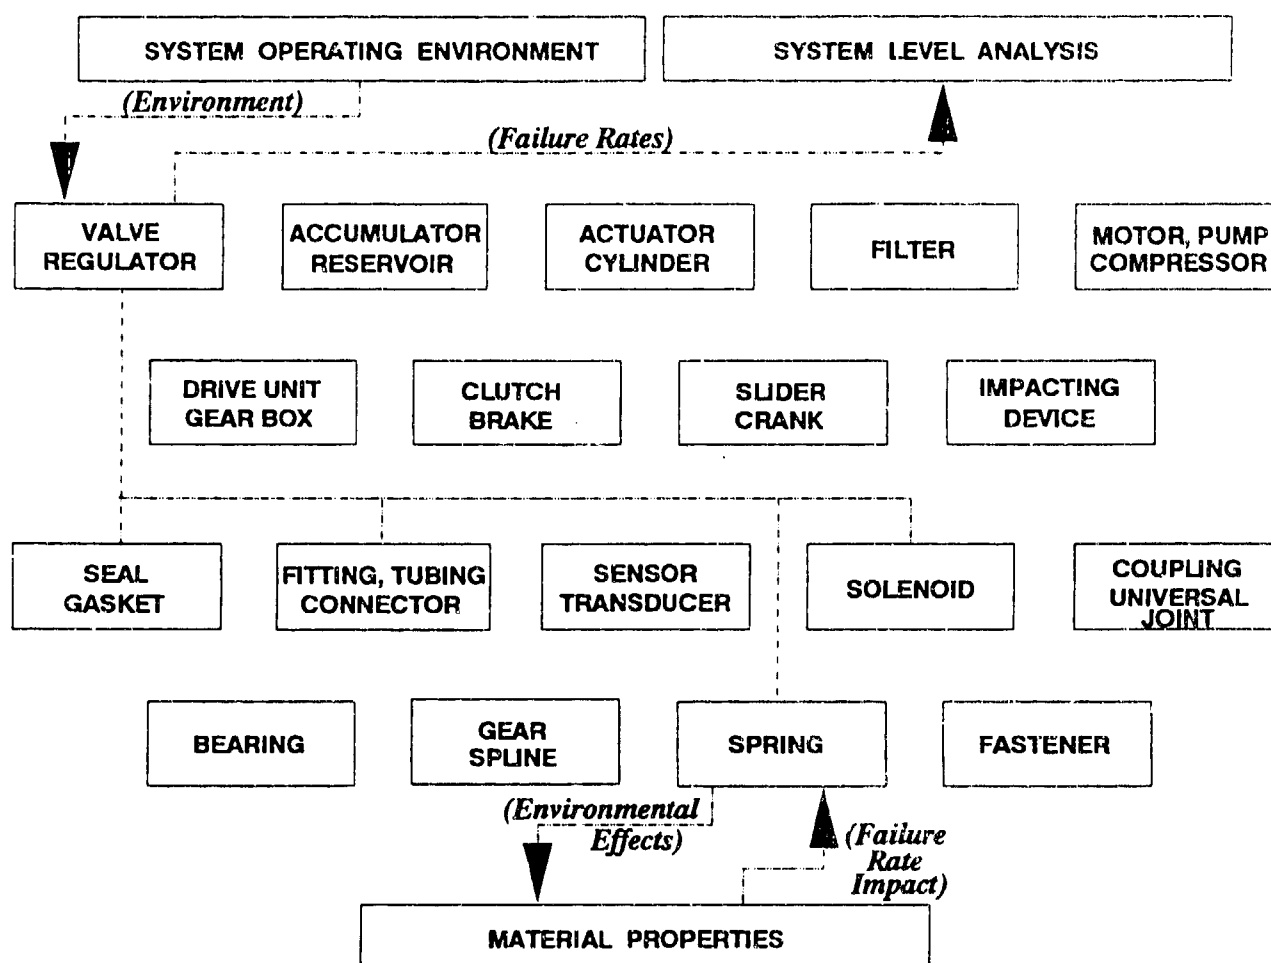 SYSTEM OPERATING ENVIRONMENT
SYSTEM LEVEL ANALYSIS
(Environment)
(Failure Rates)
VALVE
REGULATOR
ACCUMULATOR
RESERVOIR
ACTUATOR
CYLINDER
FILTER
MOTOR, PUMP
COMPRESSOR
DRIVE UNIT
GEAR BOX
CLUTCH
BRAKE
SLIDER
CRANK
IMPACTING
DEVICE
SEAL
GASKET
FITTING, TUBING
CONNECTOR
SENSOR
TRANSDUCER
SOLENOID
COUPLING
UNIVERSAL
JOINT
BEARING
GEAR
SPLINE
SPRING
FASTENER
(Environmental
Effects)
(Failure
Rate
Impact)
MATERIAL PROPERTIES